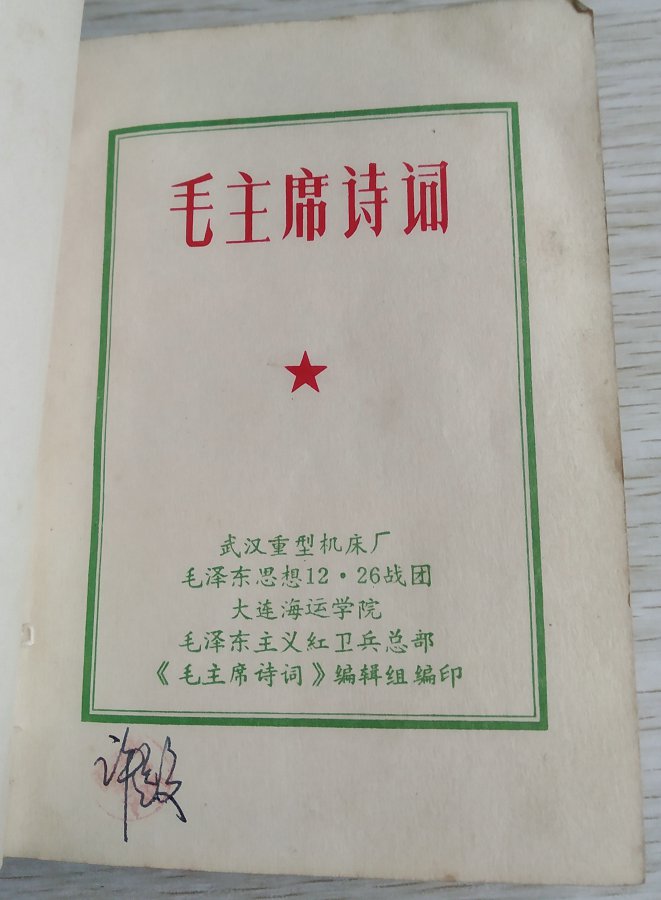 毛主席诗词
武汉重型机床厂
毛泽东思想12·26战团
大连海运学院
毛泽东主义紅卫兵总部
《毛主席诗词》编辑组编印